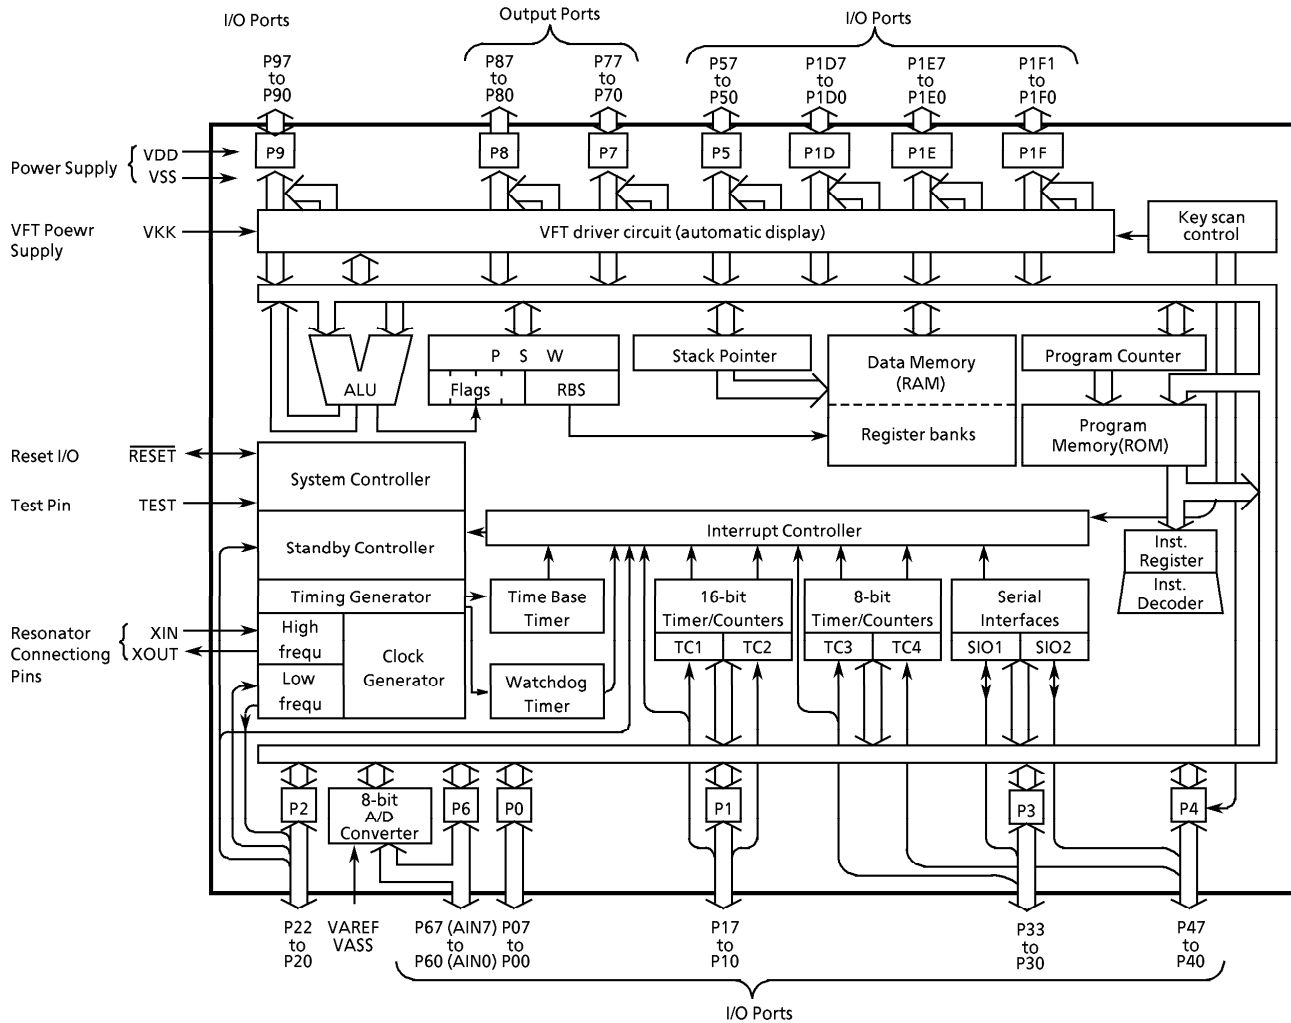 I/O Ports
Output Ports
I/O Ports
P97
to
P90
P87
to
P80
P77
to
P70
P57
to
P50
P1D7
to
P1D0
P1E7
to
P1E0
P1F1
to
P1F0
Power Supply
VDD
VSS
P9
P8
P7
P5
P1D
P1E
P1F
VFT Poewr
Supply
VKK
VFT driver circuit (automatic display)
Key scan
control
ALU
P S W
Flags
RBS
Stack Pointer
Data Memory
(RAM)
Register banks
Program Counter
Program
Memory(ROM)
Reset I/O
RESET
Test Pin
TEST
System Controller
Standby Controller
Timing Generator
High
frequ
Low
frequ
Clock
Generator
Resonator
Connectiong
Pins
XIN
XOUT
Interrupt Controller
Inst.
Register
Inst.
Decoder
Time Base
Timer
Watchdog
Timer
16-bit
Timer/Counters
TC1
TC2
8-bit
Timer/Counters
TC3
TC4
Serial
Interfaces
SIO1
SIO2
P2
8-bit
A/D
Converter
P6
P0
P1
P3
P4
P22
to
P20
VAREF
VASS
P67 (AIN7)
to
P60 (AIN0)
P07
to
P00
P17
to
P10
P33
to
P30
P47
to
P40
I/O Ports